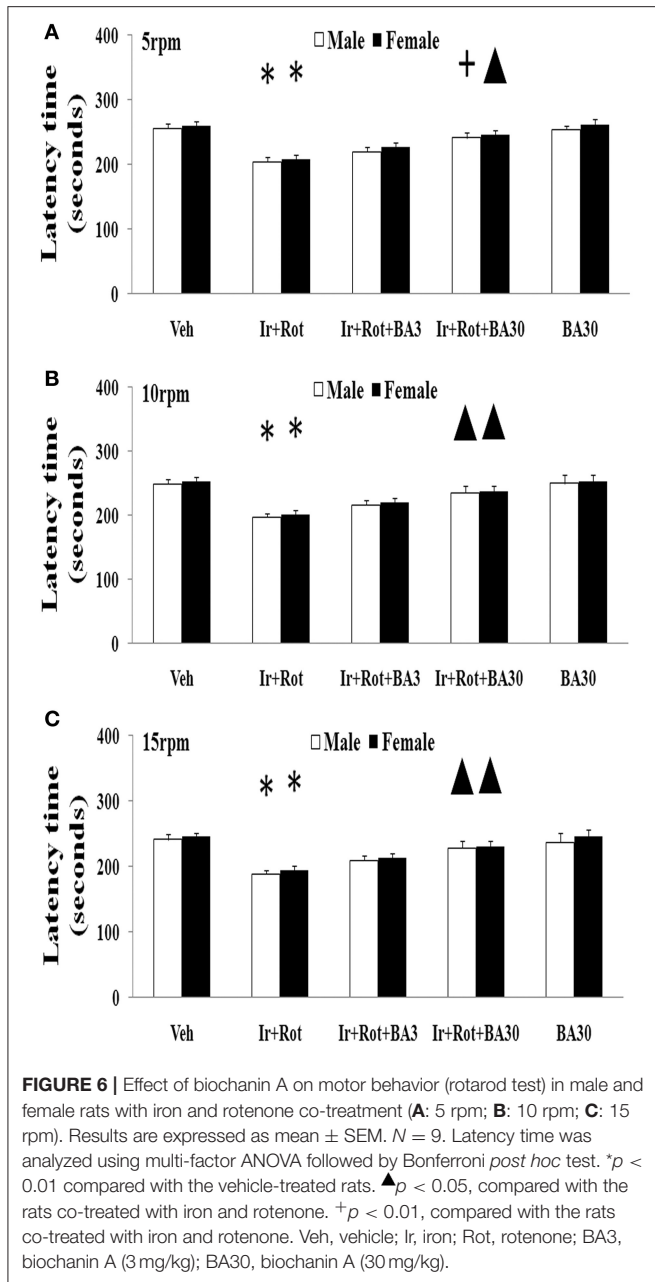 A
5rpm
Male Female
* * + ▲
Latency time
(seconds)
400
300
200
100
0
Veh Ir+Rot Ir+Rot+BA3 Ir+Rot+BA30 BA30
B
10rpm
Male Female
* * ▲ ▲
Latency time
(seconds)
400
300
200
100
0
Veh Ir+Rot Ir+Rot+BA3 Ir+Rot+BA30 BA30
C
15rpm
Male Female
* * ▲ ▲
Latency time
(seconds)
400
300
200
100
0
Veh Ir+Rot Ir+Rot+BA3 Ir+Rot+BA30 BA30
FIGURE 6 | Effect of biochanin A on motor behavior (rotarod test) in male and
female rats with iron and rotenone co-treatment (A: 5 rpm; B: 10 rpm; C: 15
rpm). Results are expressed as mean ± SEM. N = 9. Latency time was
analyzed using multi-factor ANOVA followed by Bonferroni post hoc test. *p <
0.01 compared with the vehicle-treated rats. ▲p < 0.05, compared with the
rats co-treated with iron and rotenone. +p < 0.01, compared with the rats
co-treated with iron and rotenone. Veh, vehicle; Ir, iron; Rot, rotenone; BA3,
biochanin A (3 mg/kg); BA30, biochanin A (30 mg/kg).